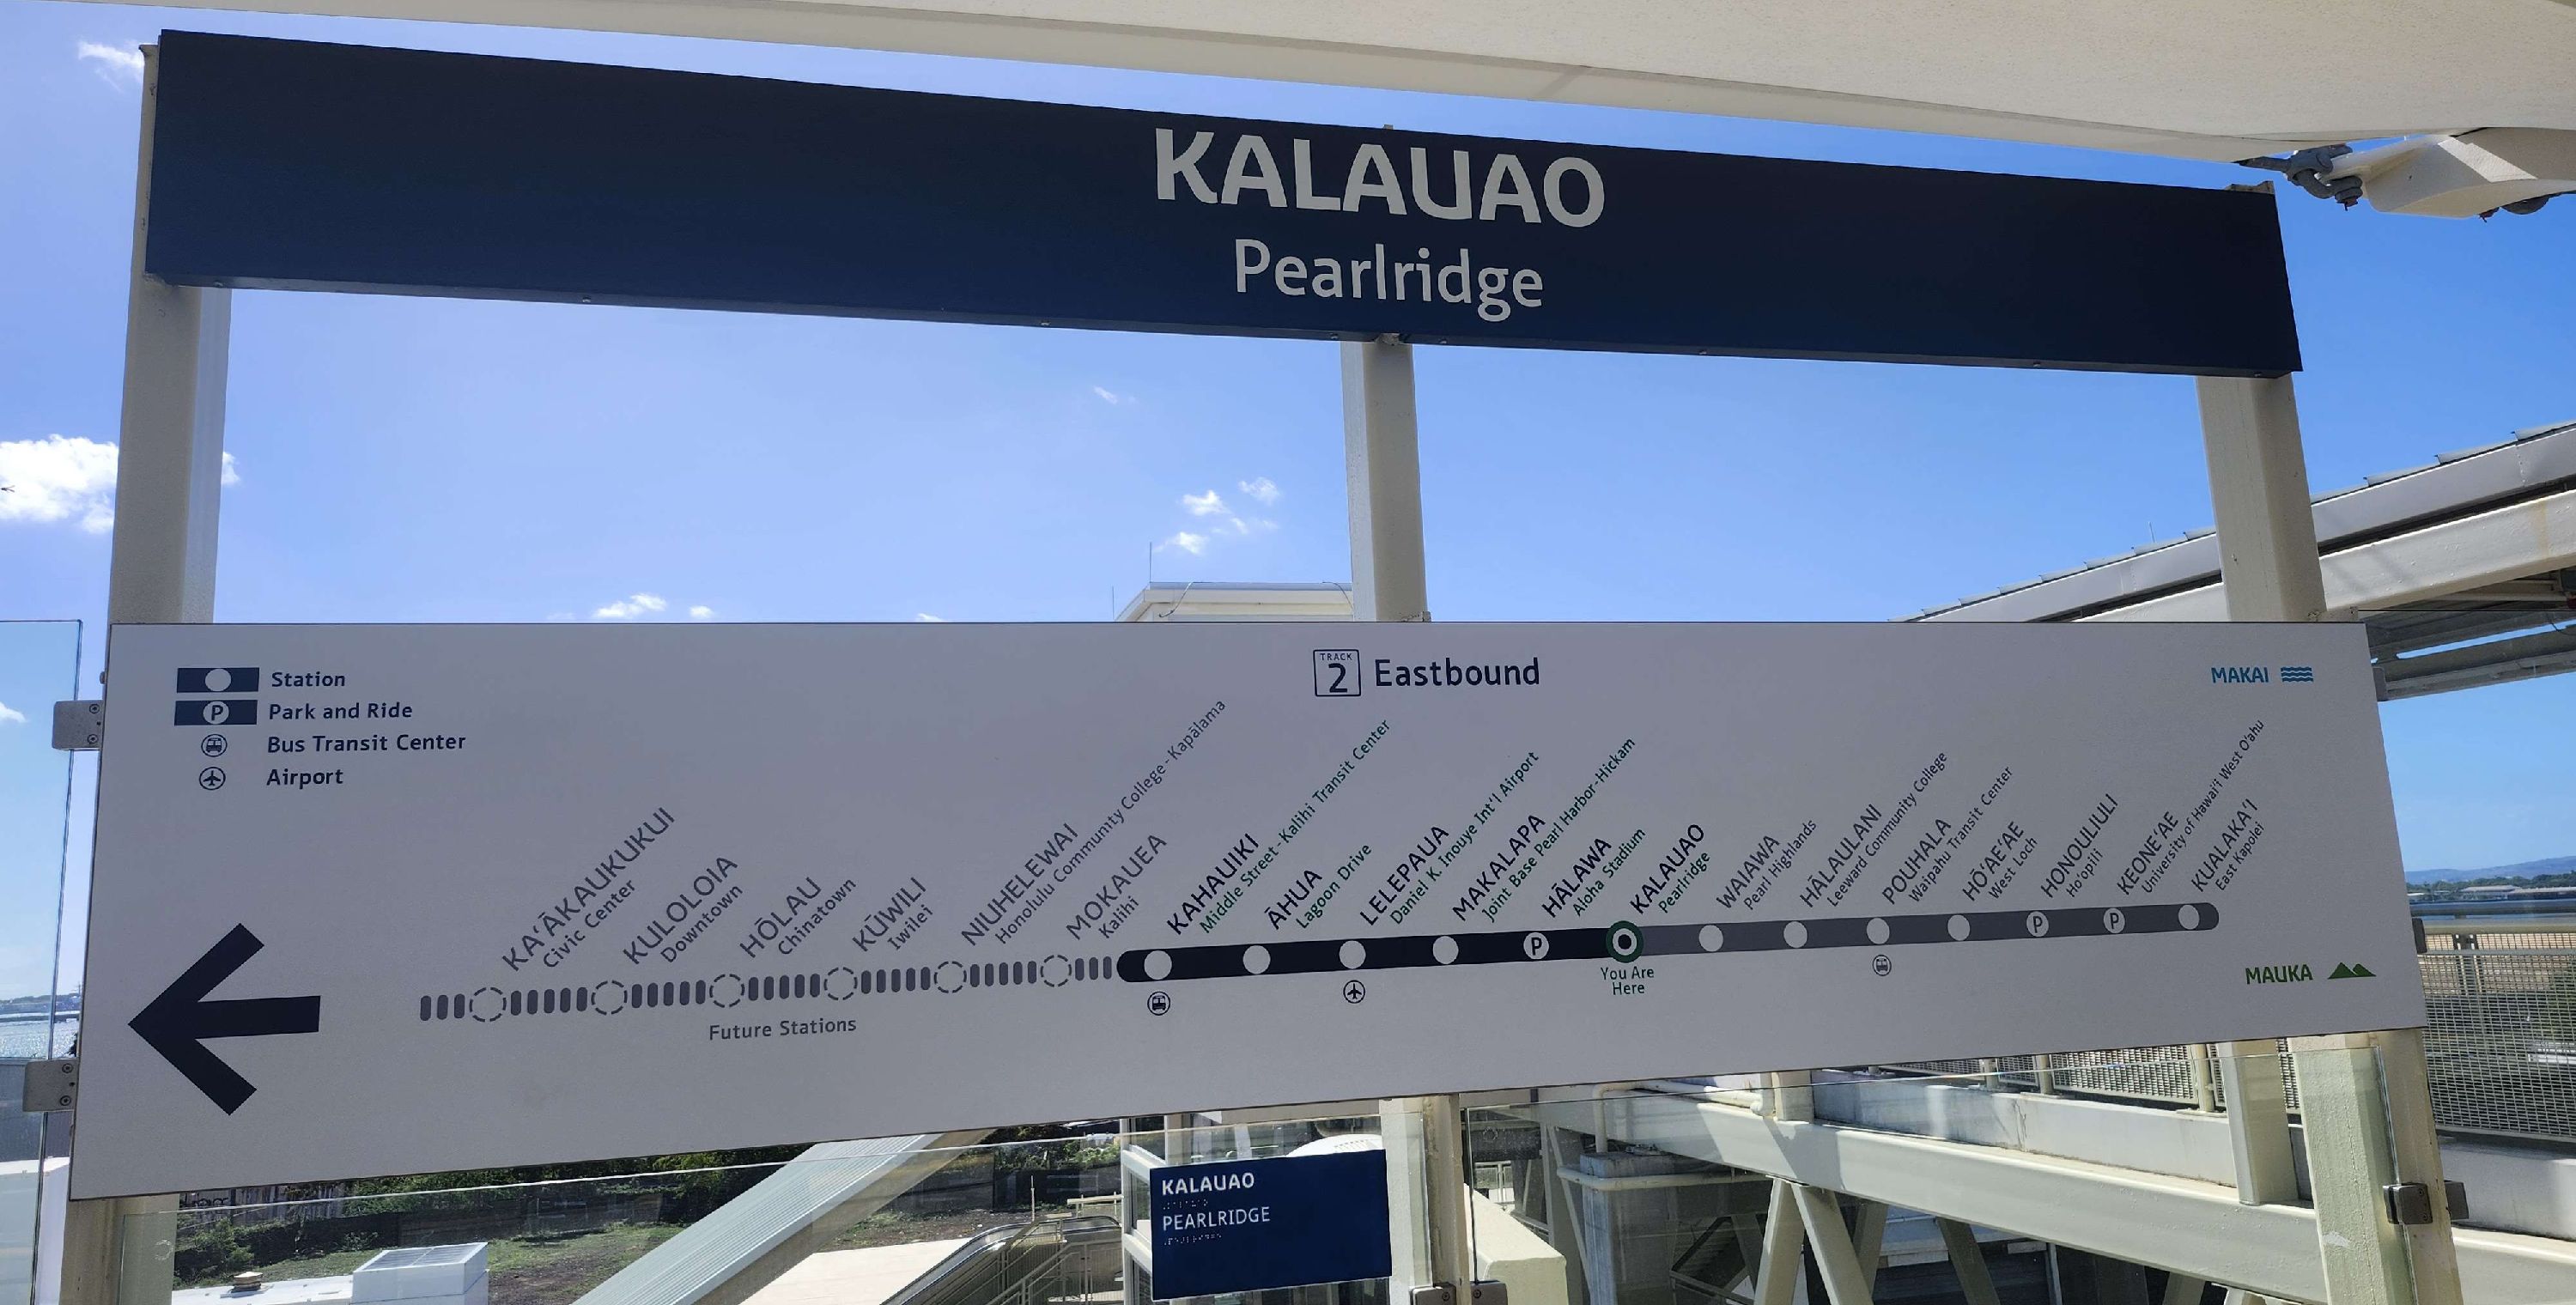 KALAUAO
Pearlridge
Station
P Park and Ride
Bus Transit Center
Airport
TRACK
2
Eastbound
MAKAI
KAʻĀKAUKUKUI
Civic Center
KULOLOIA
Downtown
HŌLAU
Chinatown
KŪWILI
Iwilei
NIUHELEWAI
Honolulu Community College - Kapālama
MOKAUEA
Kalihi
KAHAUIKI
Middle Street - Kalihi Transit Center
ĀHUA
Lagoon Drive
LELEPAUA
Daniel K. Inouye Int'l Airport
MAKALAPA
Joint Base Pearl Harbor-Hickam
HĀLAWA
Aloha Stadium
KALAUAO
Pearlridge
WAIAWA
Pearl Highlands
HĀLAULANI
Leeward Community College
POUHALA
Waipahu Transit Center
HŌʻAEʻAE
West Loch
HONOULIULI
Hoʻopili
KEONEʻAE
University of Hawaiʻi West Oʻahu
KUALAKAʻI
East Kapolei
P
P
P
You Are
Here
Future Stations
MAUKA
KALAUAO
PEARLRIDGE